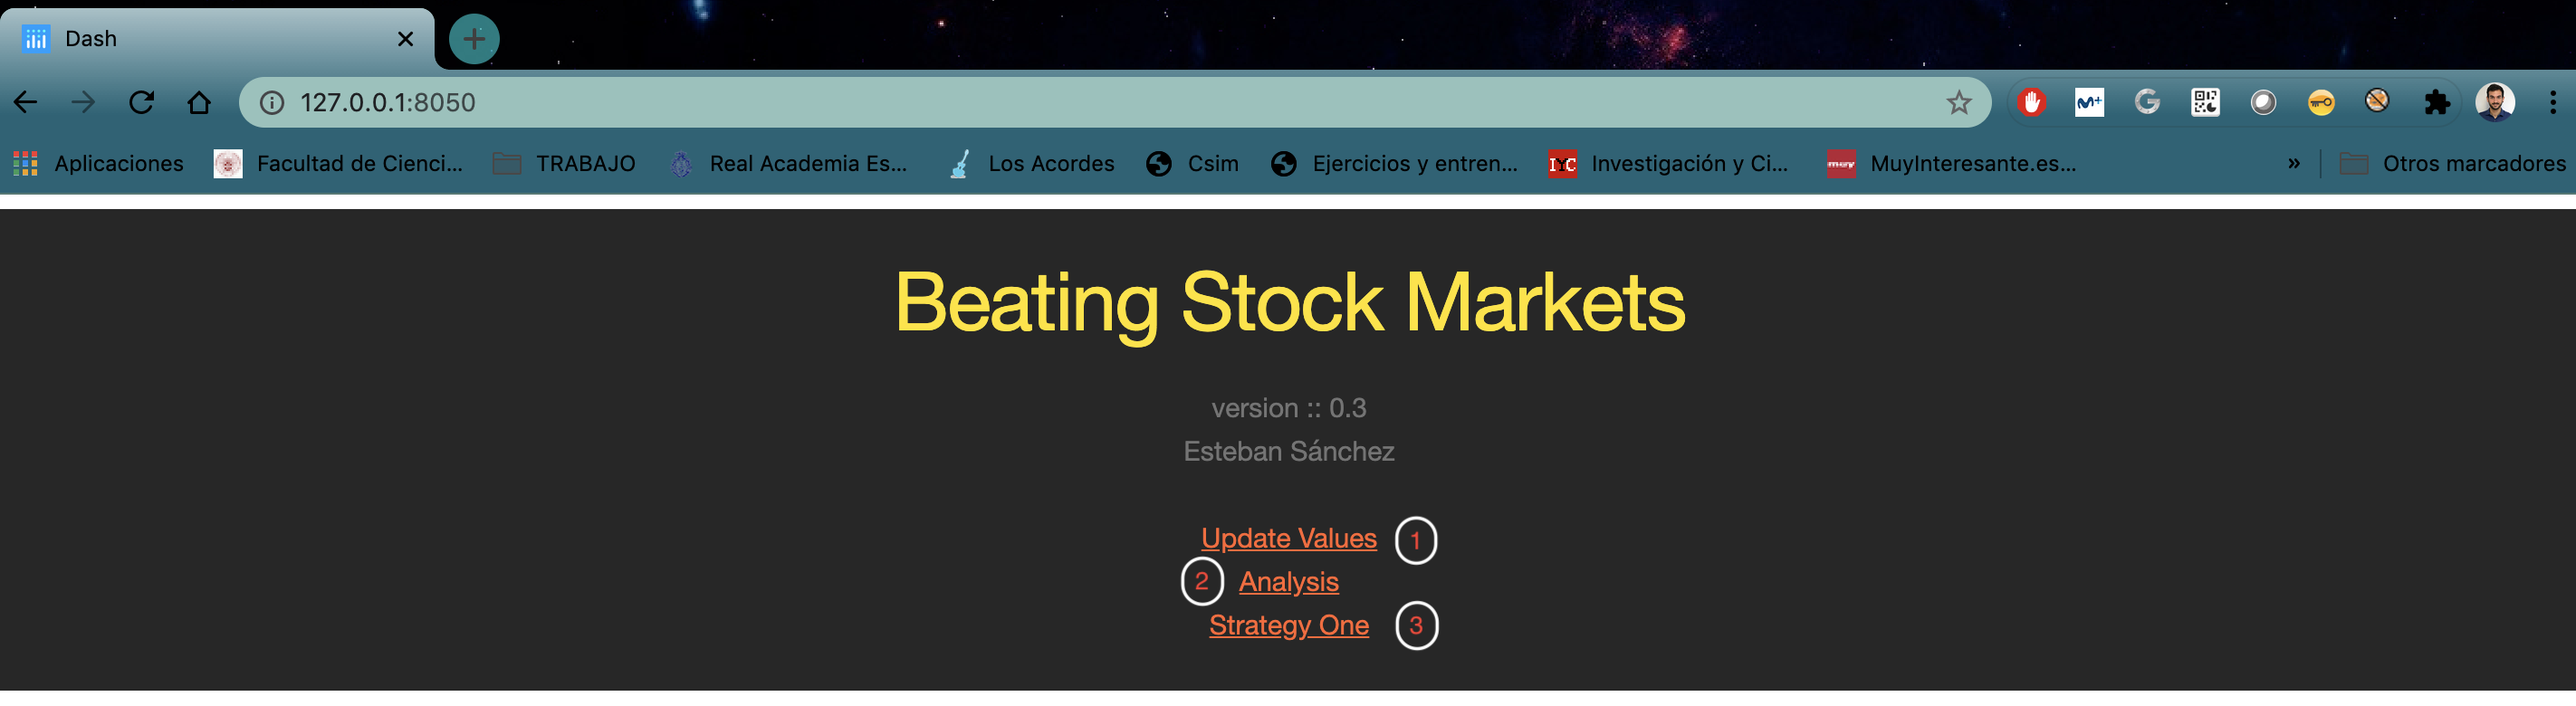 Dash
127.0.0.1:8050
M+
Aplicaciones Facultad de Cienci... TRABAJO Real Academia Es... Los Acordes Csim Ejercicios y entren... IYC Investigación y Ci... MUY MuyInteresante.es... » Otros marcadores
Beating Stock Markets
version :: 0.3
Esteban Sánchez
Update Values 1
2 Analysis
Strategy One 3